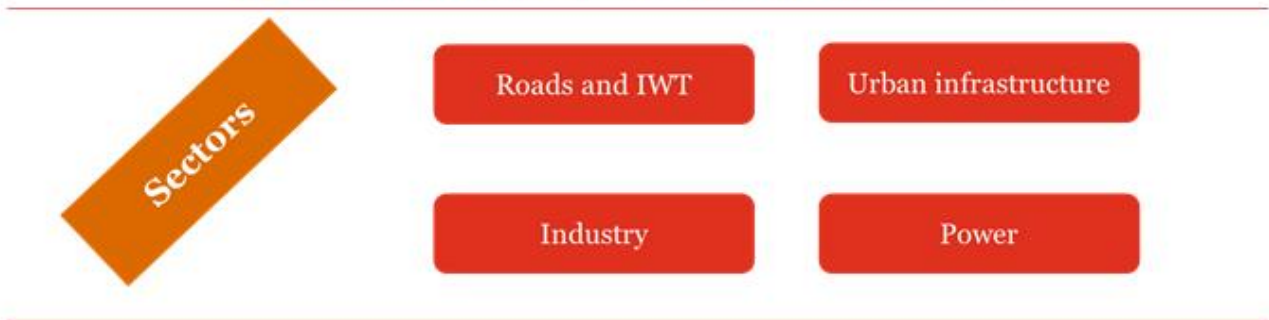 Sectors
Roads and IWT
Urban infrastructure
Industry
Power